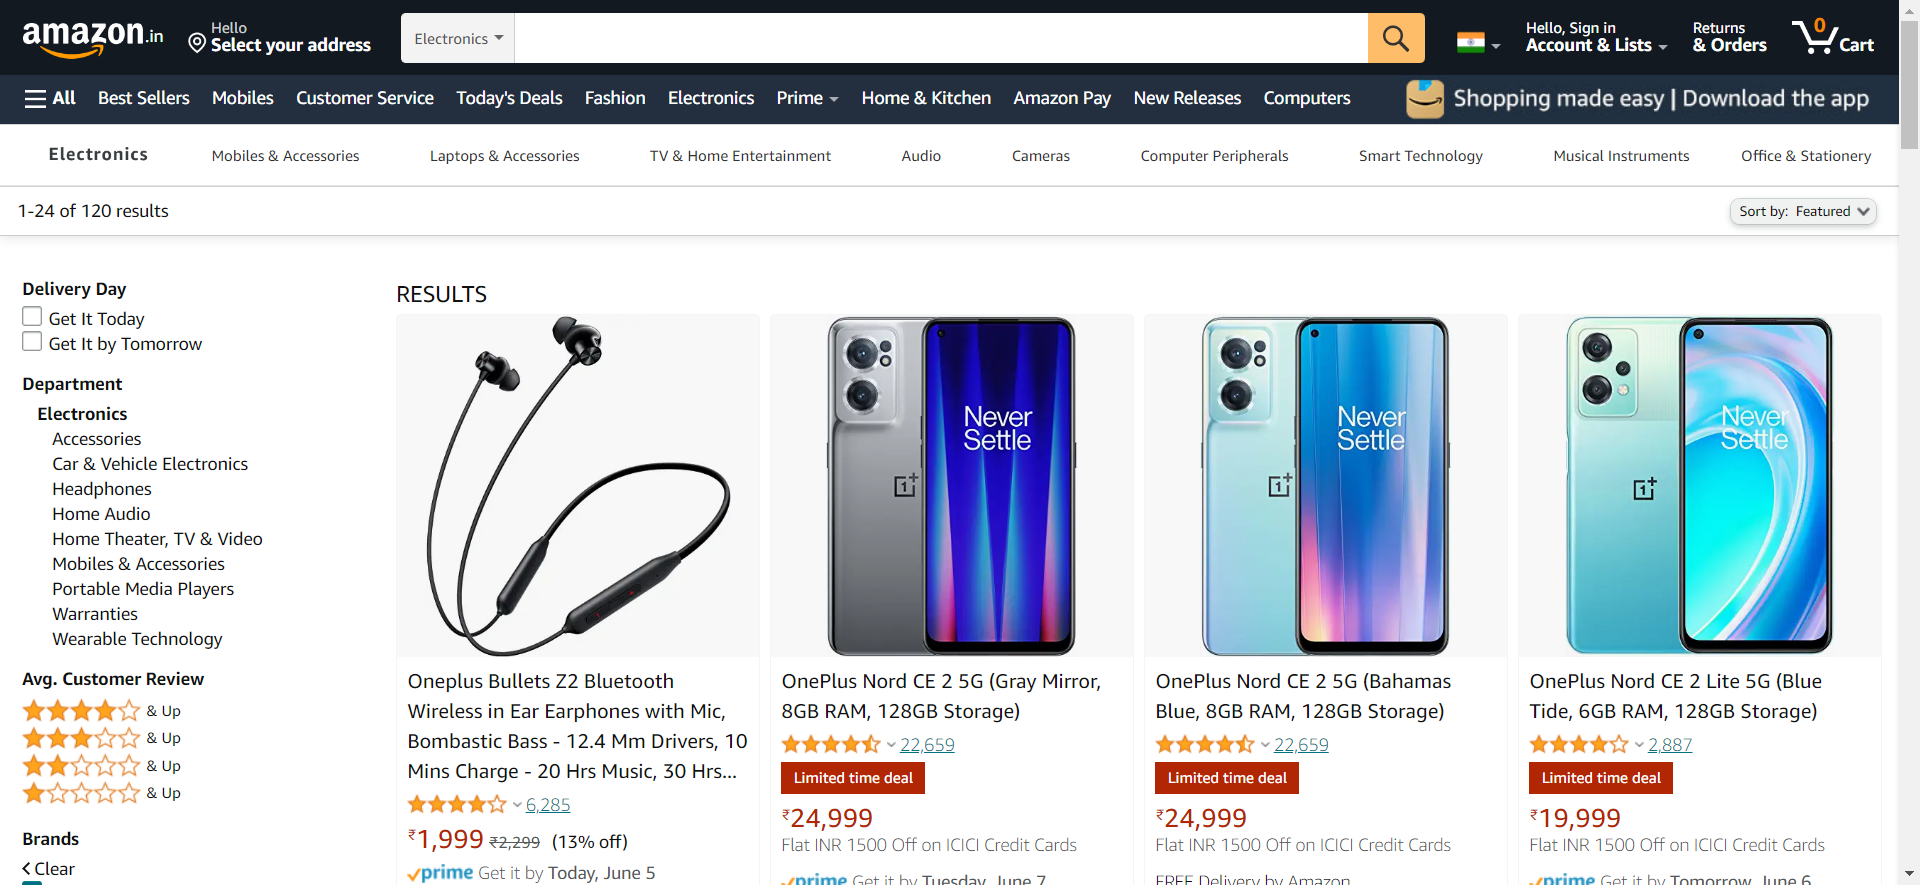 amazon.in
Hello
Select your address
Electronics
Hello, Sign in
Account & Lists
Returns
& Orders
0
Cart
All
Best Sellers
Mobiles
Customer Service
Today's Deals
Fashion
Electronics
Prime
Home & Kitchen
Amazon Pay
New Releases
Computers
Shopping made easy | Download the app
Electronics
Mobiles & Accessories
Laptops & Accessories
TV & Home Entertainment
Audio
Cameras
Computer Peripherals
Smart Technology
Musical Instruments
Office & Stationery
1-24 of 120 results
Sort by: Featured
Delivery Day
Get It Today
Get It by Tomorrow
Department
Electronics
Accessories
Car & Vehicle Electronics
Headphones
Home Audio
Home Theater, TV & Video
Mobiles & Accessories
Portable Media Players
Warranties
Wearable Technology
Avg. Customer Review
& Up
& Up
& Up
& Up
Brands
Clear
RESULTS
Oneplus Bullets Z2 Bluetooth
Wireless in Ear Earphones with Mic,
Bombastic Bass - 12.4 Mm Drivers, 10
Mins Charge - 20 Hrs Music, 30 Hrs...
6,285
₹1,999 ₹2,299 (13% off)
prime Get it by Today, June 5
Never
Settle
1+
OnePlus Nord CE 2 5G (Gray Mirror,
8GB RAM, 128GB Storage)
22,659
Limited time deal
₹24,999
Flat INR 1500 Off on ICICI Credit Cards
prime Get it by Tuesday, June 7
Never
Settle
1+
OnePlus Nord CE 2 5G (Bahamas
Blue, 8GB RAM, 128GB Storage)
22,659
Limited time deal
₹24,999
Flat INR 1500 Off on ICICI Credit Cards
FREE Delivery by Amazon
Never
Settle
1+
OnePlus Nord CE 2 Lite 5G (Blue
Tide, 6GB RAM, 128GB Storage)
2,887
Limited time deal
₹19,999
Flat INR 1500 Off on ICICI Credit Cards
prime Get it by Tomorrow, June 6